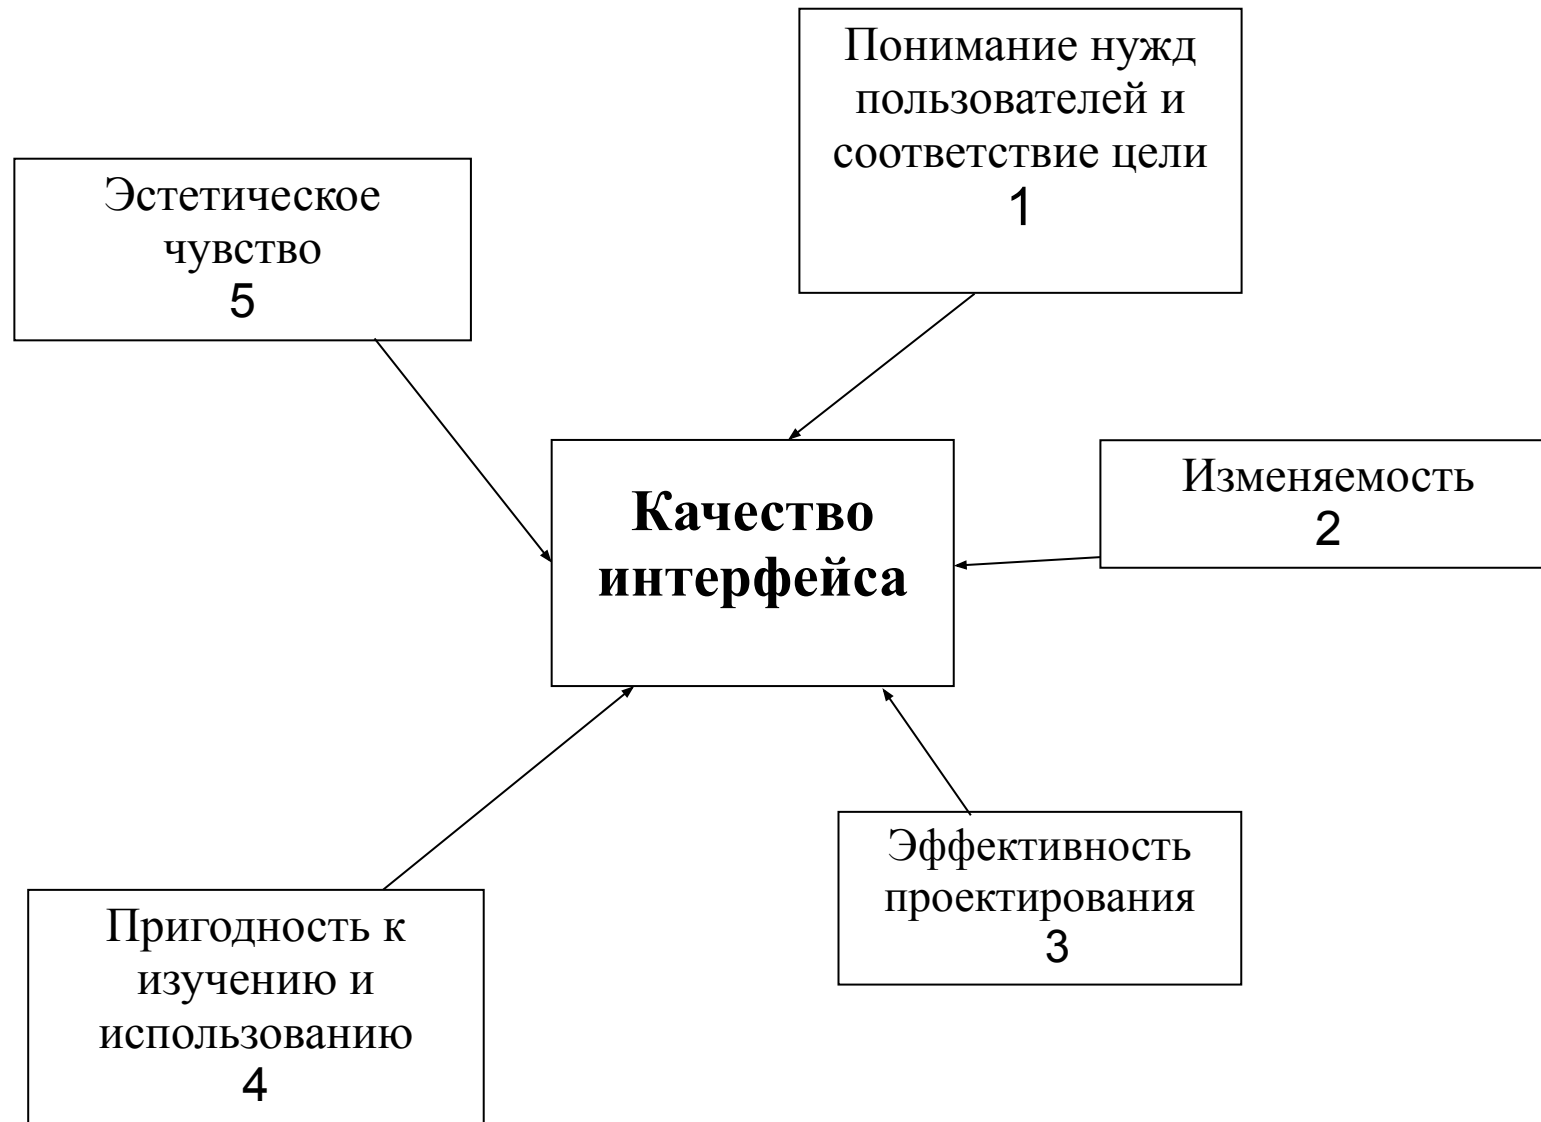 Понимание нужд
пользователей и
соответствие цели
1
Эстетическое
чувство
5
Качество
интерфейса
Изменяемость
2
Эффективность
проектирования
3
Пригодность к
изучению и
использованию
4